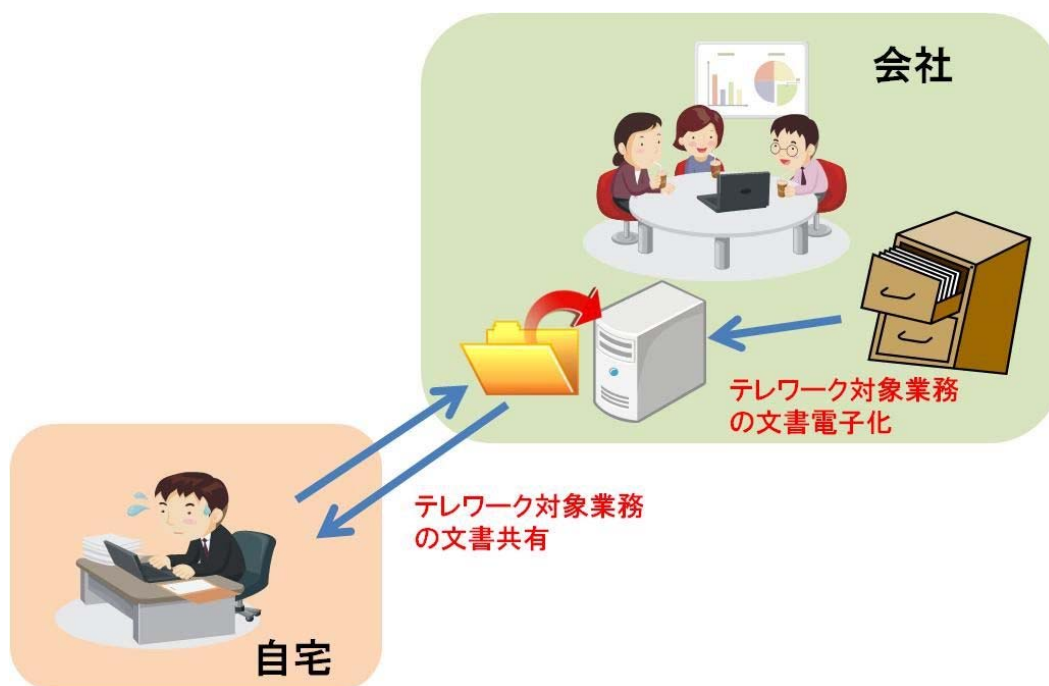 会社
テレワーク対象業務
の文書電子化
テレワーク対象業務
の文書共有
自宅